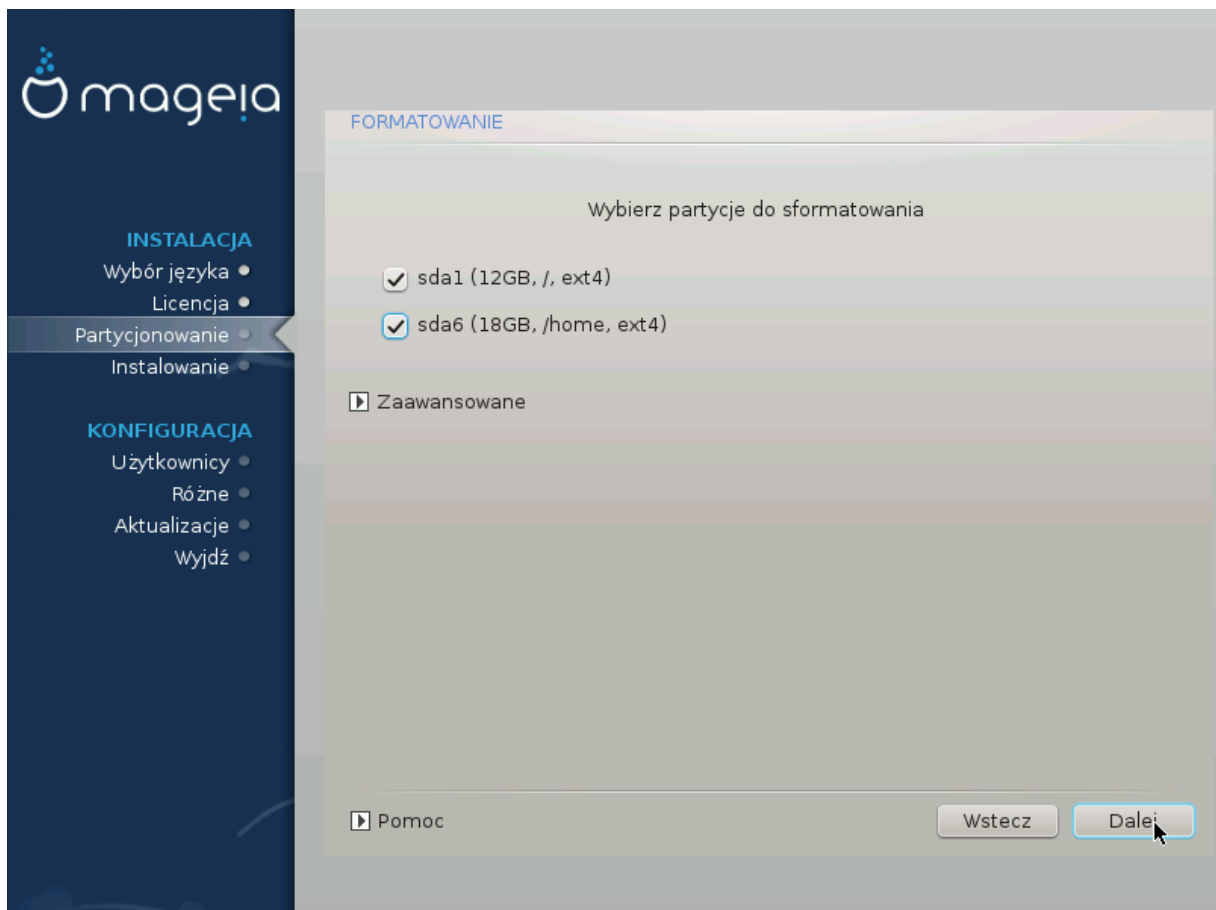 mageia
INSTALACJA
Wybór języka
Licencja
Partycjonowanie
Instalowanie
KONFIGURACJA
Użytkownicy
Różne
Aktualizacje
Wyjdź
FORMATOWANIE
Wybierz partycje do sformatowania
sda1 (12GB, /, ext4)
sda6 (18GB, /home, ext4)
Zaawansowane
Pomoc
Wstecz
Dalej